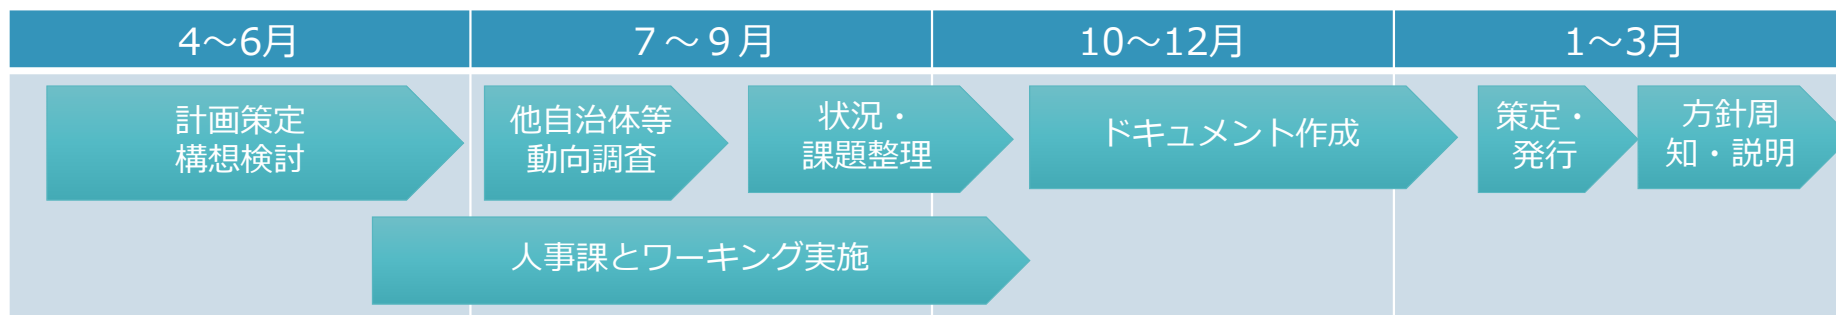 4～6月
７～９月
10～12月
1～3月
計画策定
構想検討
他自治体等
動向調査
状況・
課題整理
ドキュメント作成
策定・
発行
方針周
知・説明
人事課とワーキング実施